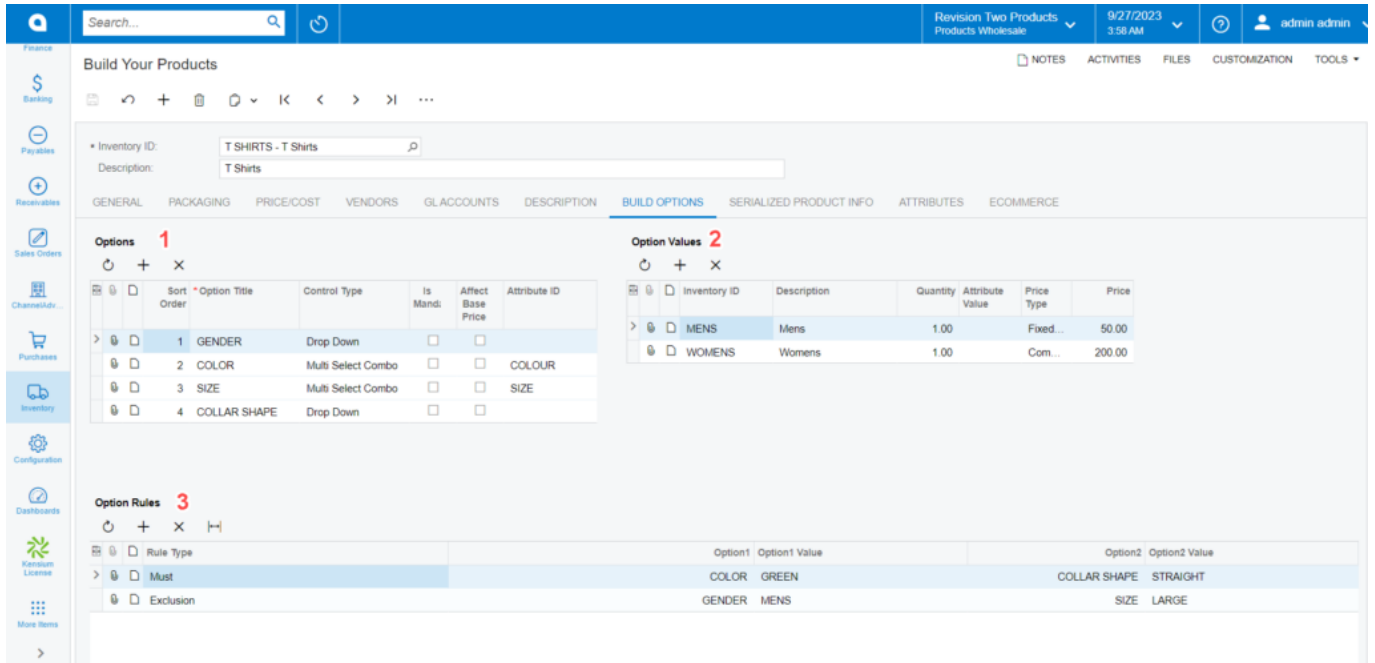 Search...
Revision Two Products
Products Wholesale
9/27/2023
3:58 AM
admin admin
Finance
Banking
Payables
Receivables
Sales Orders
ChannelAdv...
Purchases
Inventory
Configuration
Dashboards
Kensium
License
More Items
Build Your Products
NOTES ACTIVITIES FILES CUSTOMIZATION TOOLS
* Inventory ID: T SHIRTS - T Shirts
Description: T Shirts
GENERAL PACKAGING PRICE/COST VENDORS GL ACCOUNTS DESCRIPTION BUILD OPTIONS SERIALIZED PRODUCT INFO ATTRIBUTES ECOMMERCE
Options 1
Sort Order * Option Title Control Type Is Manda Affect Base Price Attribute ID
1 GENDER Drop Down
2 COLOR Multi Select Combo COLOUR
3 SIZE Multi Select Combo SIZE
4 COLLAR SHAPE Drop Down
Option Values 2
Inventory ID Description Quantity Attribute Value Price Type Price
MENS Mens 1.00 Fixed... 50.00
WOMENS Womens 1.00 Com... 200.00
Option Rules 3
Rule Type Option1 Option1 Value Option2 Option2 Value
Must COLOR GREEN COLLAR SHAPE STRAIGHT
Exclusion GENDER MENS SIZE LARGE